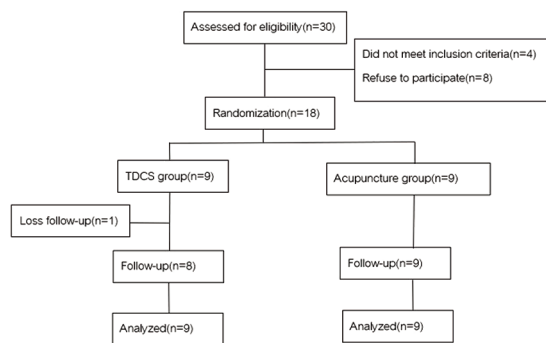 Assessed for eligibility(n=30)
Did not meet inclusion criteria(n=4)
Refuse to participate(n=8)
Randomization(n=18)
TDCS group(n=9)
Acupuncture group(n=9)
Loss follow-up(n=1)
Follow-up(n=8)
Follow-up(n=9)
Analyzed(n=9)
Analyzed(n=9)